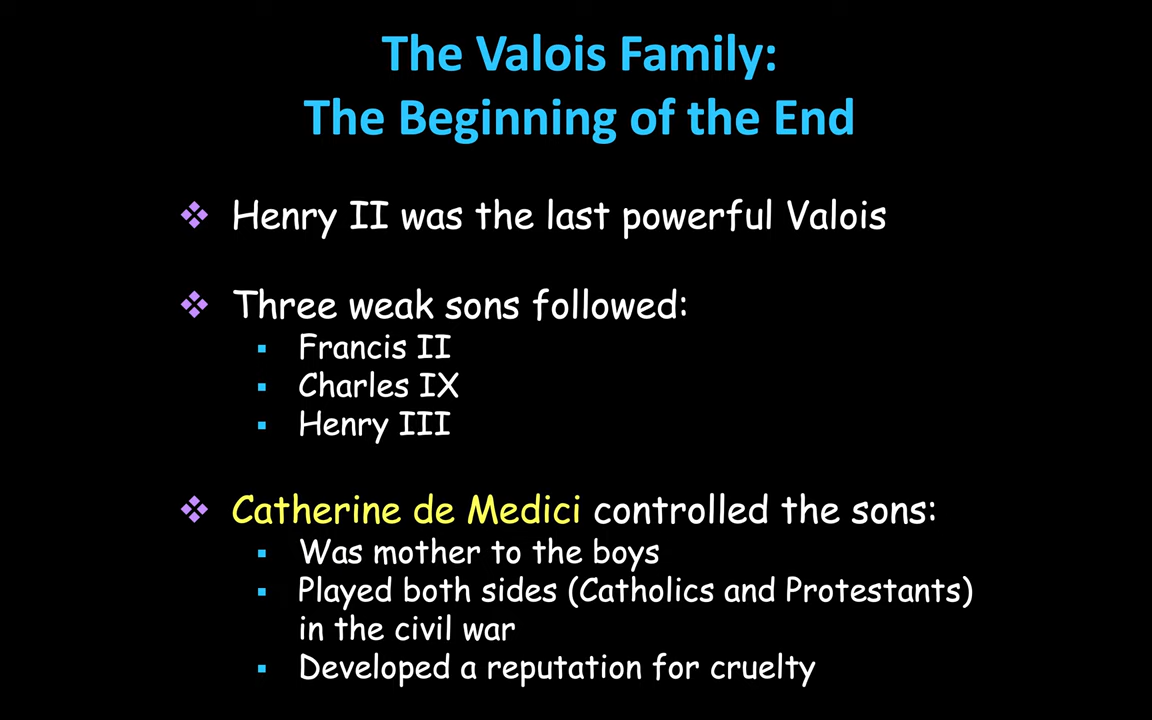 The Valois Family:
The Beginning of the End
❖ Henry II was the last powerful Valois
❖ Three weak sons followed:
▪ Francis II
▪ Charles IX
▪ Henry III
❖ Catherine de Medici controlled the sons:
▪ Was mother to the boys
▪ Played both sides (Catholics and Protestants)
in the civil war
▪ Developed a reputation for cruelty